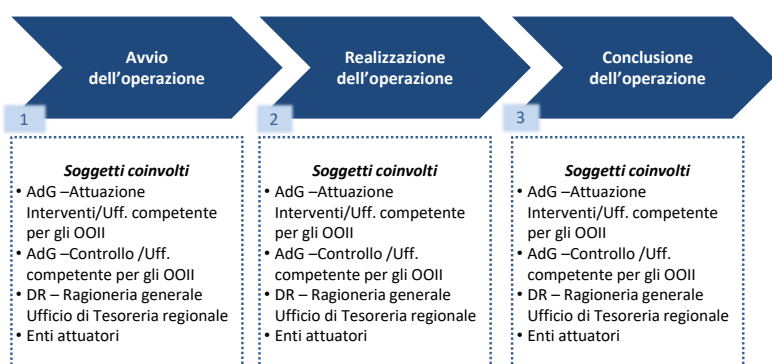 Avvio
dell’operazione
Realizzazione
dell’operazione
Conclusione
dell’operazione
1
2
3
Soggetti coinvolti
• AdG –Attuazione
Interventi/Uff. competente
per gli OOII
• AdG –Controllo /Uff.
competente per gli OOII
• DR – Ragioneria generale
Ufficio di Tesoreria regionale
• Enti attuatori
Soggetti coinvolti
• AdG –Attuazione
Interventi/Uff. competente
per gli OOII
• AdG –Controllo /Uff.
competente per gli OOII
• DR – Ragioneria generale
Ufficio di Tesoreria regionale
• Enti attuatori
Soggetti coinvolti
• AdG –Attuazione
Interventi/Uff. competente
per gli OOII
• AdG –Controllo /Uff.
competente per gli OOII
• DR – Ragioneria generale
Ufficio di Tesoreria regionale
• Enti attuatori